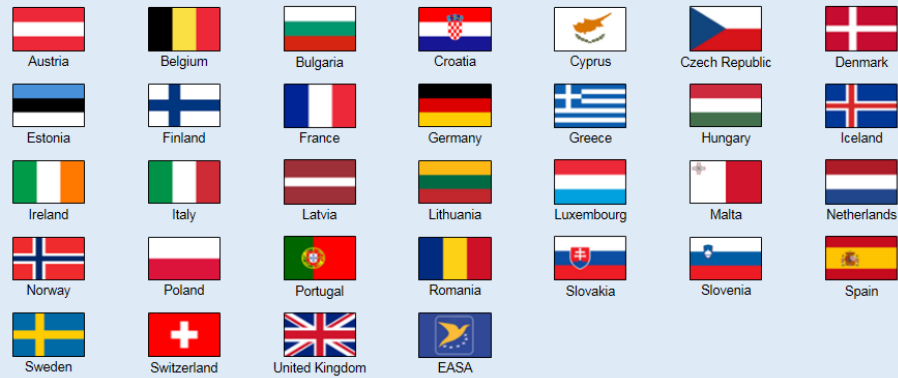 Austria Belgium Bulgaria Croatia Cyprus Czech Republic Denmark
Estonia Finland France Germany Greece Hungary Iceland
Ireland Italy Latvia Lithuania Luxembourg Malta Netherlands
Norway Poland Portugal Romania Slovakia Slovenia Spain
Sweden Switzerland United Kingdom EASA